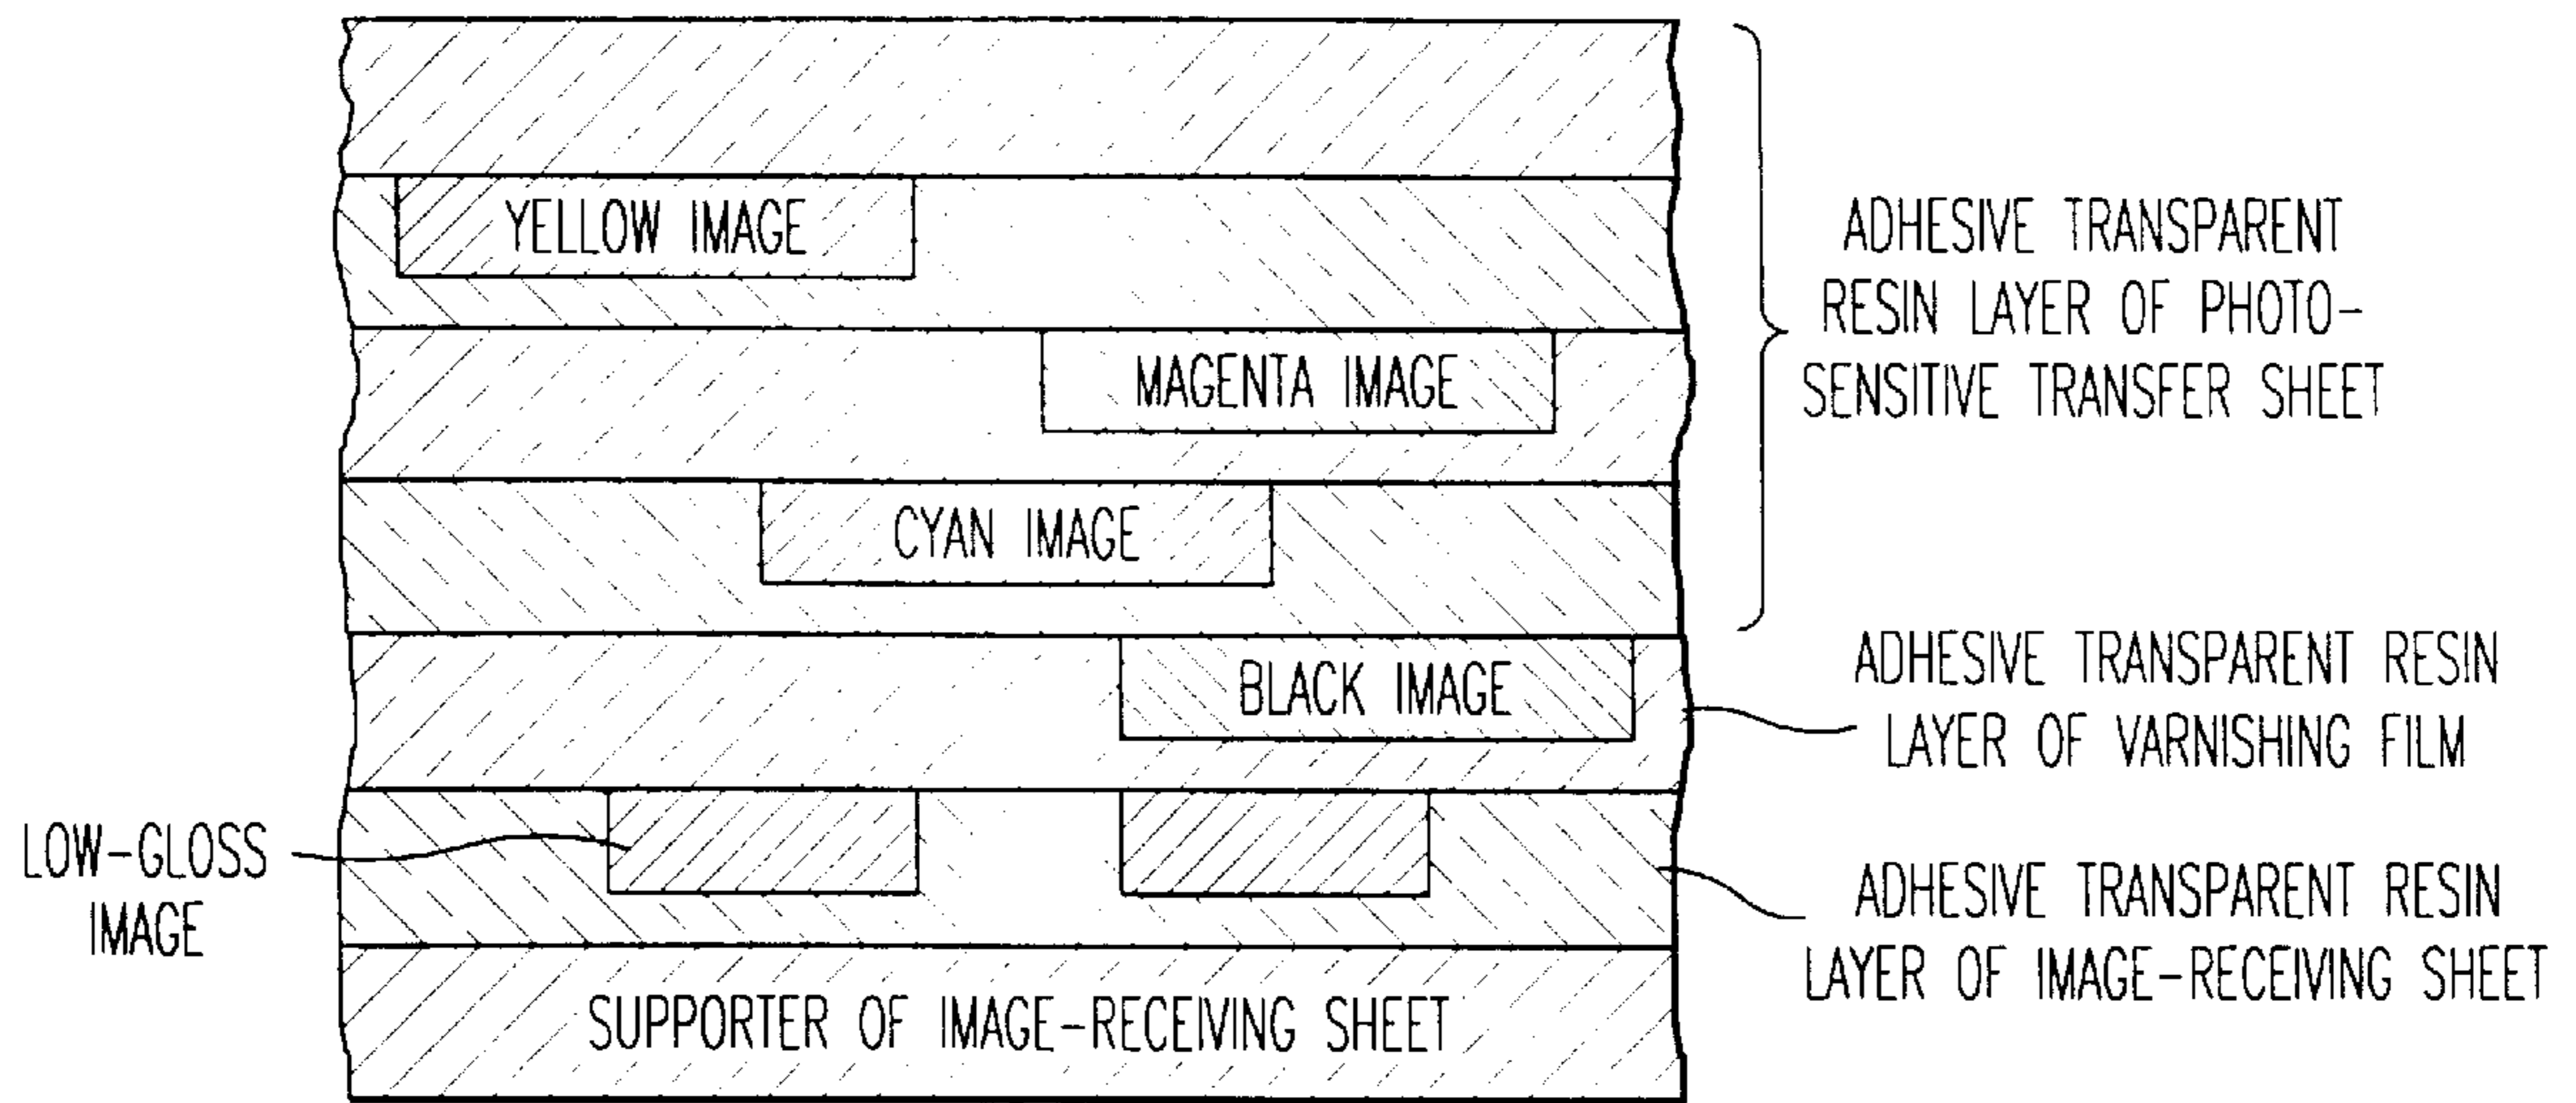 YELLOW IMAGE
MAGENTA IMAGE
CYAN IMAGE
BLACK IMAGE
SUPPORTER OF IMAGE-RECEIVING SHEET
LOW-GLOSS
IMAGE
ADHESIVE TRANSPARENT
RESIN LAYER OF PHOTO-
SENSITIVE TRANSFER SHEET
ADHESIVE TRANSPARENT RESIN
LAYER OF VARNISHING FILM
ADHESIVE TRANSPARENT RESIN
LAYER OF IMAGE-RECEIVING SHEET